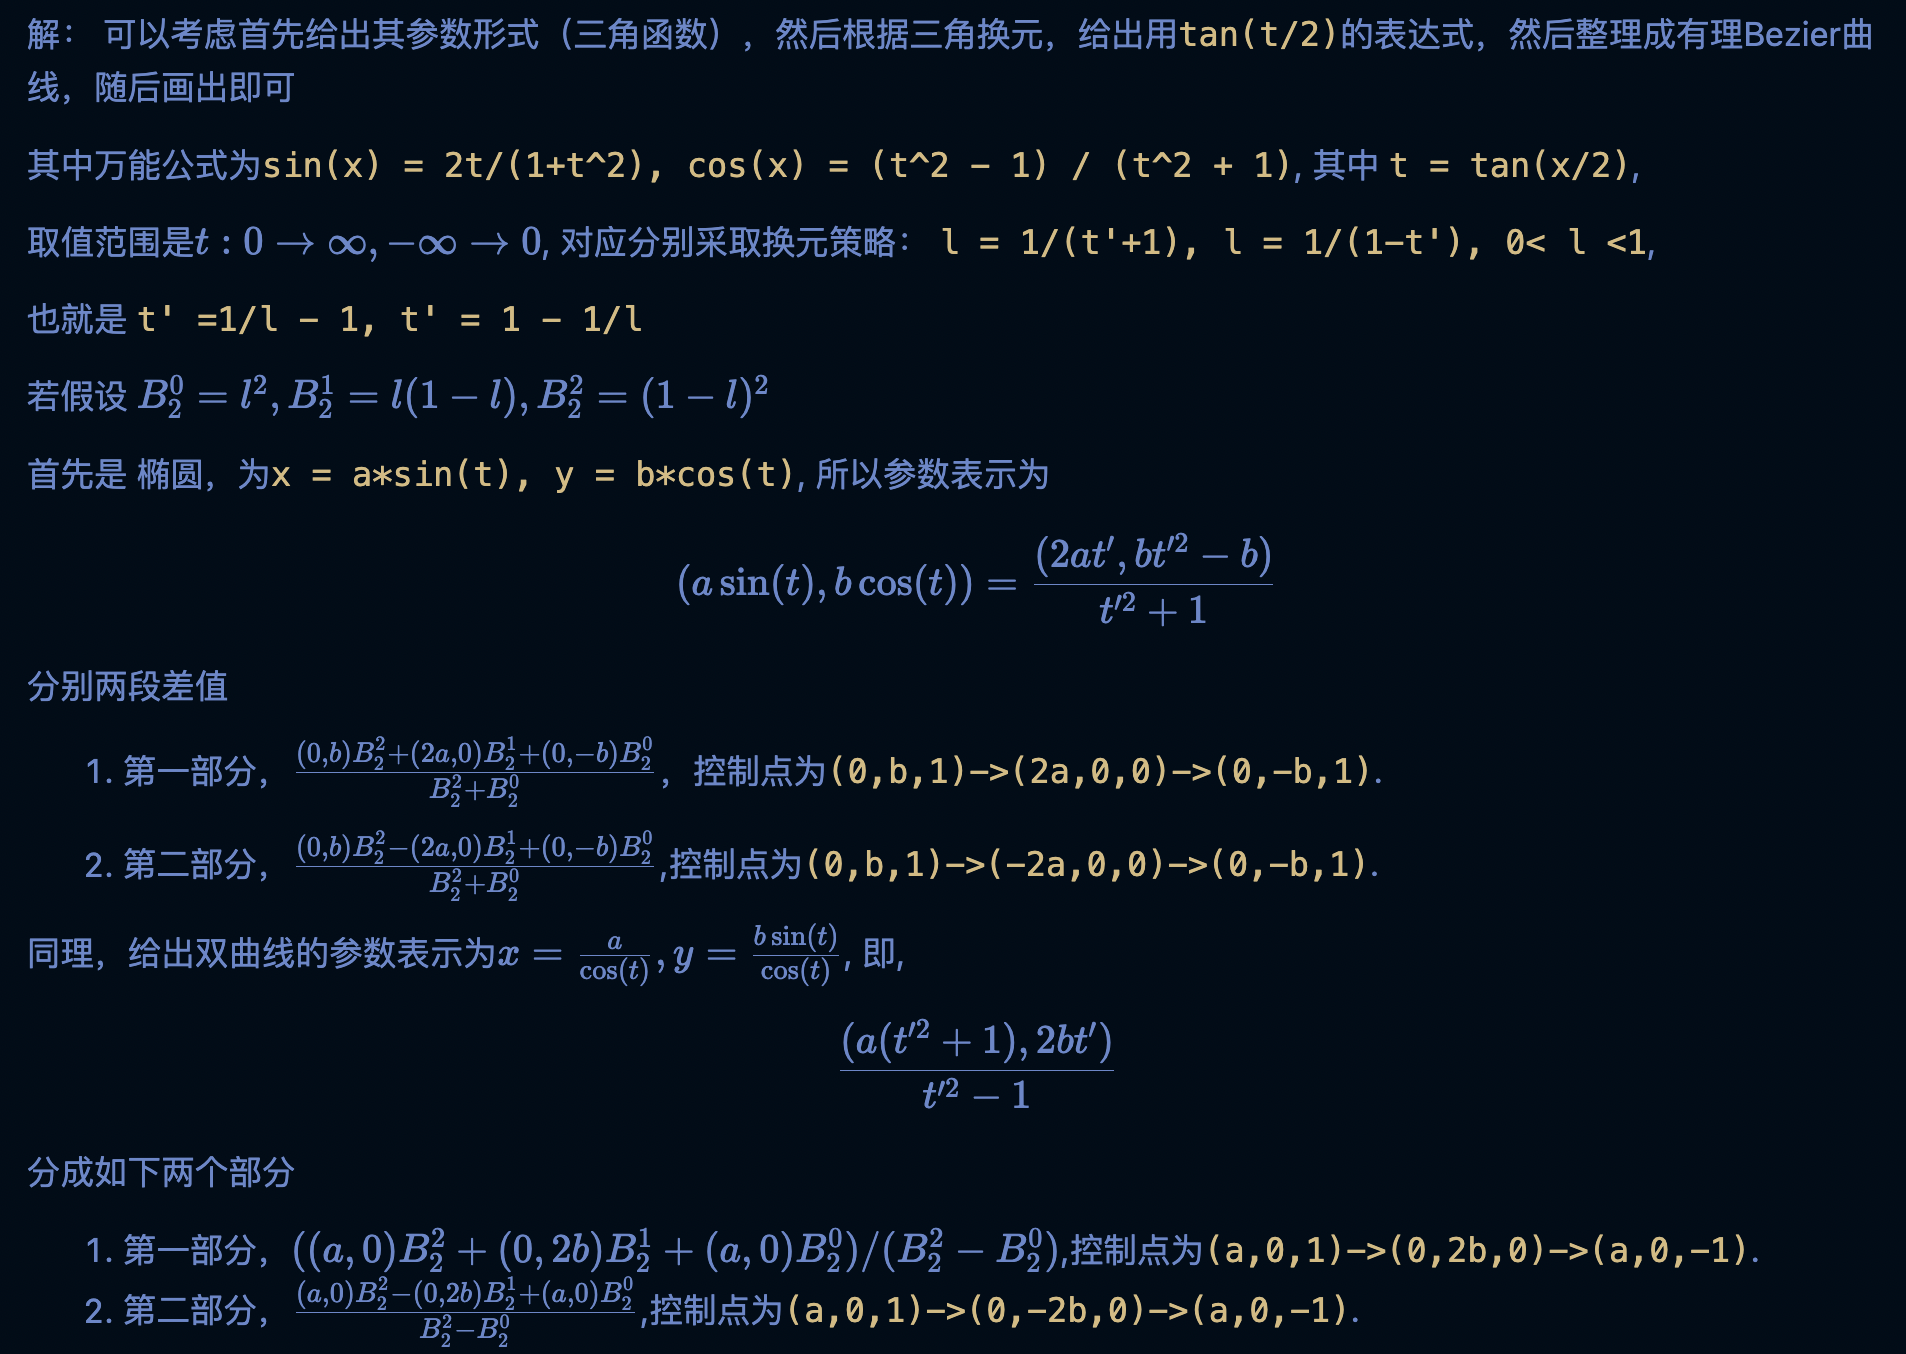 解： 可以考虑首先给出其参数形式（三角函数），然后根据三角换元，给出用tan(t/2)的表达式，然后整理成有理Bezier曲
线，随后画出即可
其中万能公式为sin(x) = 2t/(1+t^2), cos(x) = (t^2 - 1) / (t^2 + 1), 其中 t = tan(x/2),
取值范围是$t : 0 \to \infty, -\infty \to 0$, 对应分别采取换元策略： l = 1/(t'+1), l = 1/(1-t'), 0< l <1,
也就是 t' =1/l - 1, t' = 1 - 1/l
若假设 $B_2^0 = l^2, B_2^1 = l(1-l), B_2^2 = (1-l)^2$
首先是 椭圆，为x = a*sin(t), y = b*cos(t), 所以参数表示为
$(a\sin(t), b\cos(t)) = \frac{(2at', bt'^2 - b)}{t'^2 + 1}$
分别两段差值
1. 第一部分，$\frac{(0,b)B_2^2+(2a,0)B_2^1+(0,-b)B_2^0}{B_2^2+B_2^0}$，控制点为(0,b,1)->(2a,0,0)->(0,-b,1).
2. 第二部分，$\frac{(0,b)B_2^2-(2a,0)B_2^1+(0,-b)B_2^0}{B_2^2+B_2^0}$,控制点为(0,b,1)->(-2a,0,0)->(0,-b,1).
同理，给出双曲线的参数表示为$x = \frac{a}{\cos(t)}, y = \frac{b\sin(t)}{\cos(t)}$, 即,
$\frac{(a(t'^2+1), 2bt')}{t'^2 - 1}$
分成如下两个部分
1. 第一部分，$((a,0)B_2^2 + (0,2b)B_2^1 + (a,0)B_2^0)/(B_2^2 - B_2^0)$,控制点为(a,0,1)->(0,2b,0)->(a,0,-1).
2. 第二部分，$\frac{(a,0)B_2^2-(0,2b)B_2^1+(a,0)B_2^0}{B_2^2-B_2^0}$,控制点为(a,0,1)->(0,-2b,0)->(a,0,-1).